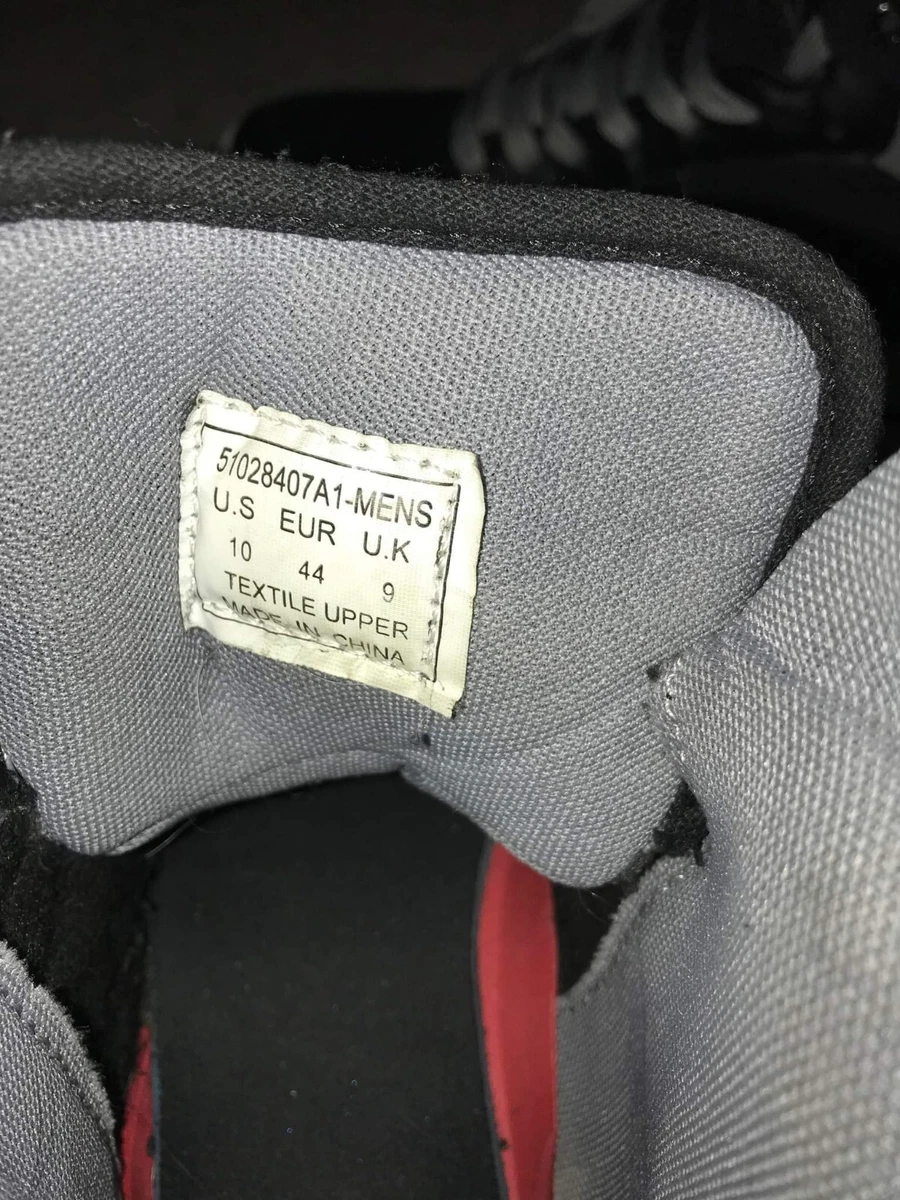 51028407A1-MENS
U.S EUR U.K
10 44 9
TEXTILE UPPER
MADE IN CHINA